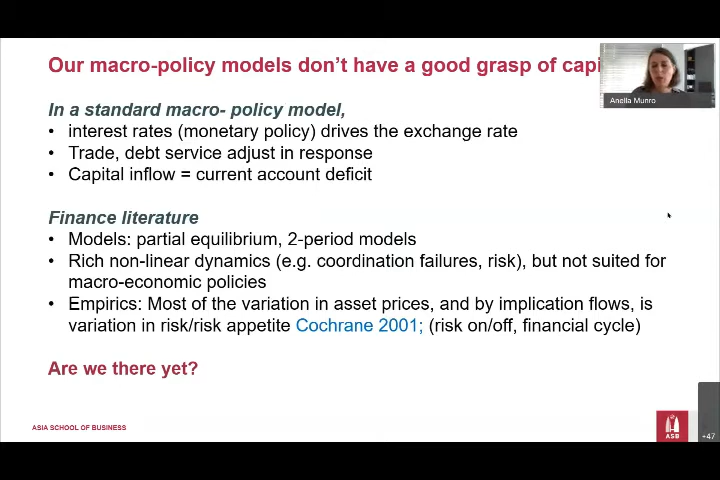 Our macro-policy models don't have a good grasp of capi
Anella Munro
In a standard macro- policy model,
• interest rates (monetary policy) drives the exchange rate
• Trade, debt service adjust in response
• Capital inflow = current account deficit
Finance literature
• Models: partial equilibrium, 2-period models
• Rich non-linear dynamics (e.g. coordination failures, risk), but not suited for
macro-economic policies
• Empirics: Most of the variation in asset prices, and by implication flows, is
variation in risk/risk appetite Cochrane 2001; (risk on/off, financial cycle)
Are we there yet?
ASIA SCHOOL OF BUSINESS
ASB
+47